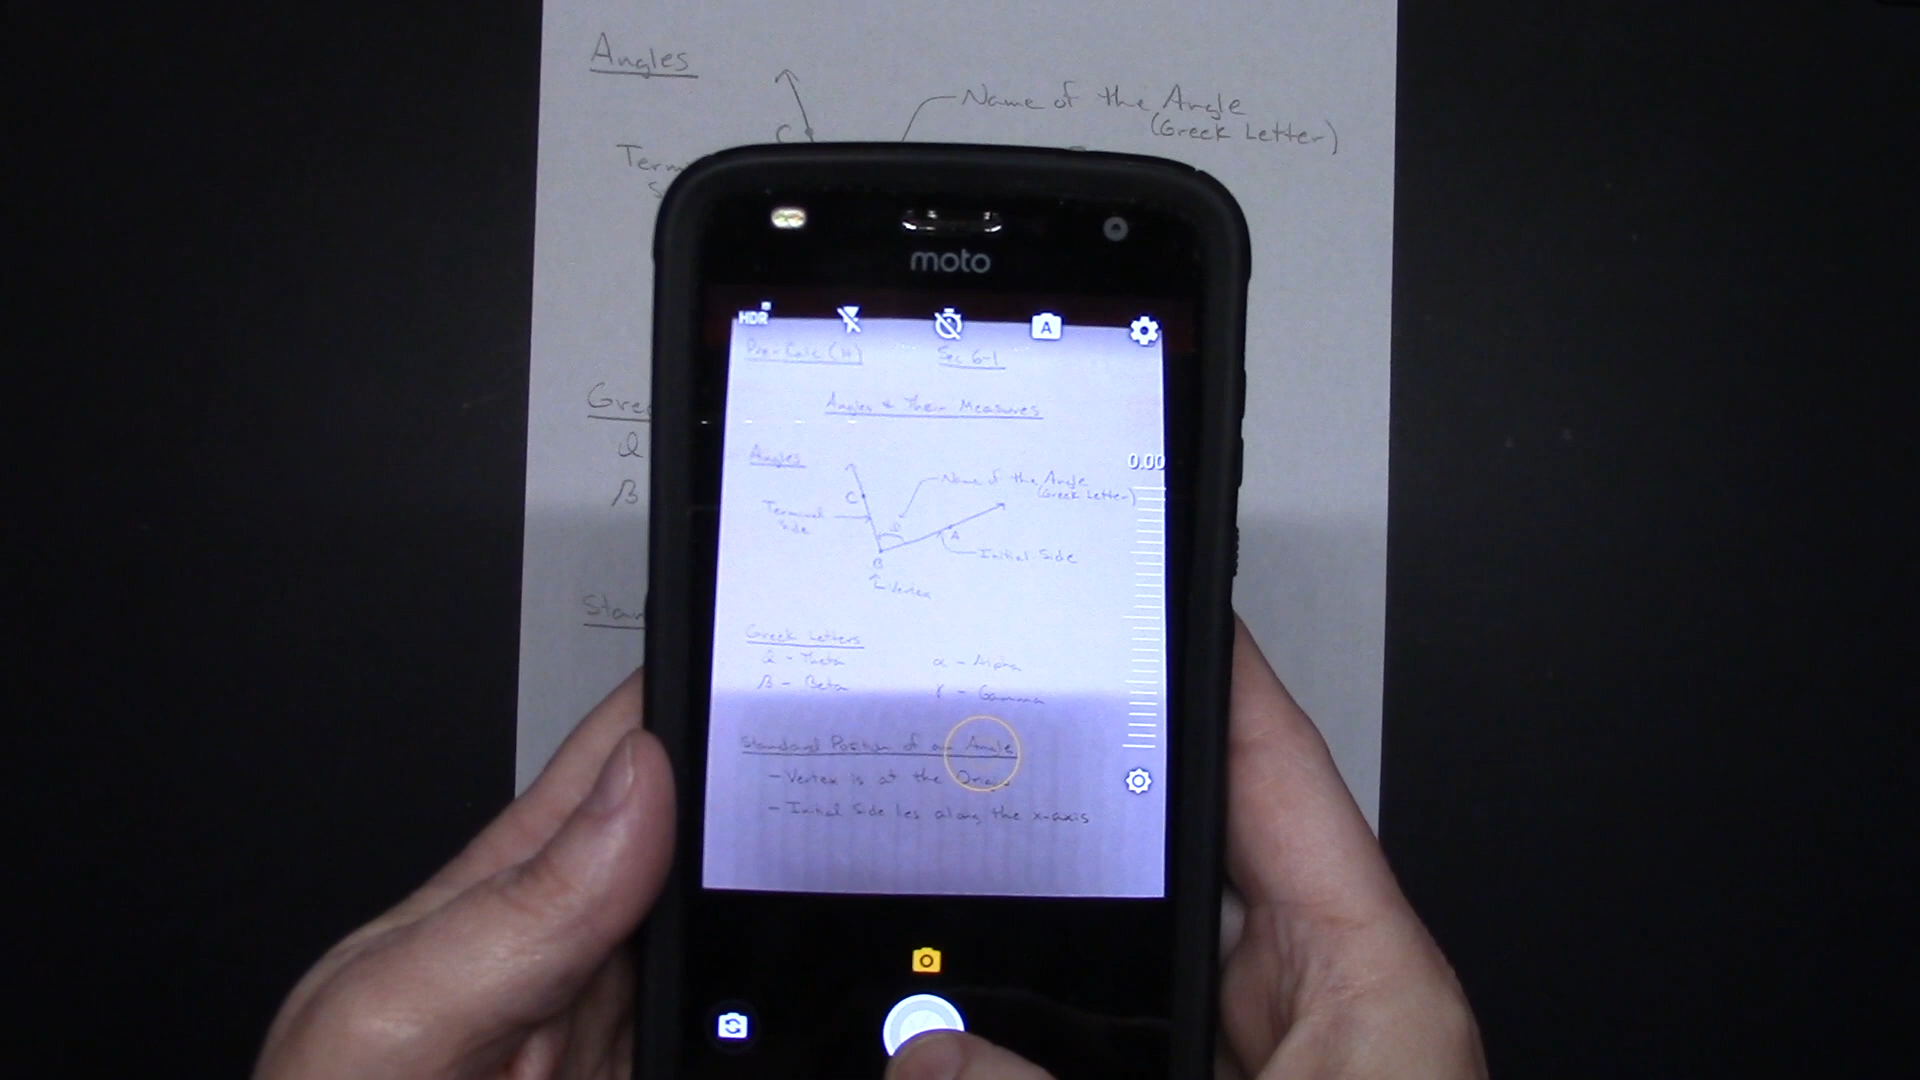 Angles
Name of the Angle
(Greek Letter)
C
moto
HDR
A
Pre-Calc (H) Sec 6-1
Angles & Their Measures
0.00
Angles
Name of the Angle
(Greek Letter)
C
Terminal
Side
A
Initial Side
B
Vertex
Greek Letters
θ - Theta α - Alpha
β - Beta γ - Gamma
Standard Position of an Angle
- Vertex is at the Origin
- Initial Side lies along the x-axis
β